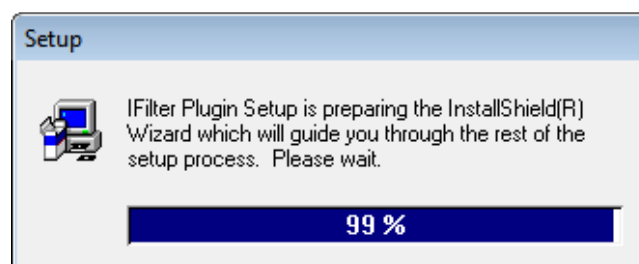 Setup
IFilter Plugin Setup is preparing the InstallShield(R)
Wizard which will guide you through the rest of the
setup process.  Please wait.
99 %